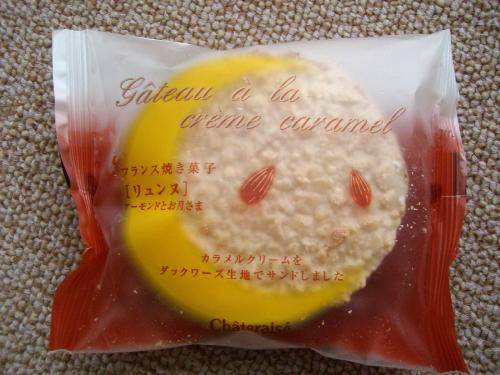 Gâteau à la
crème caramel
フランス焼き菓子
[リュンヌ]
アーモンドとお月さま
カラメルクリームを
ダックワーズ生地でサンドしました
Châteraisé